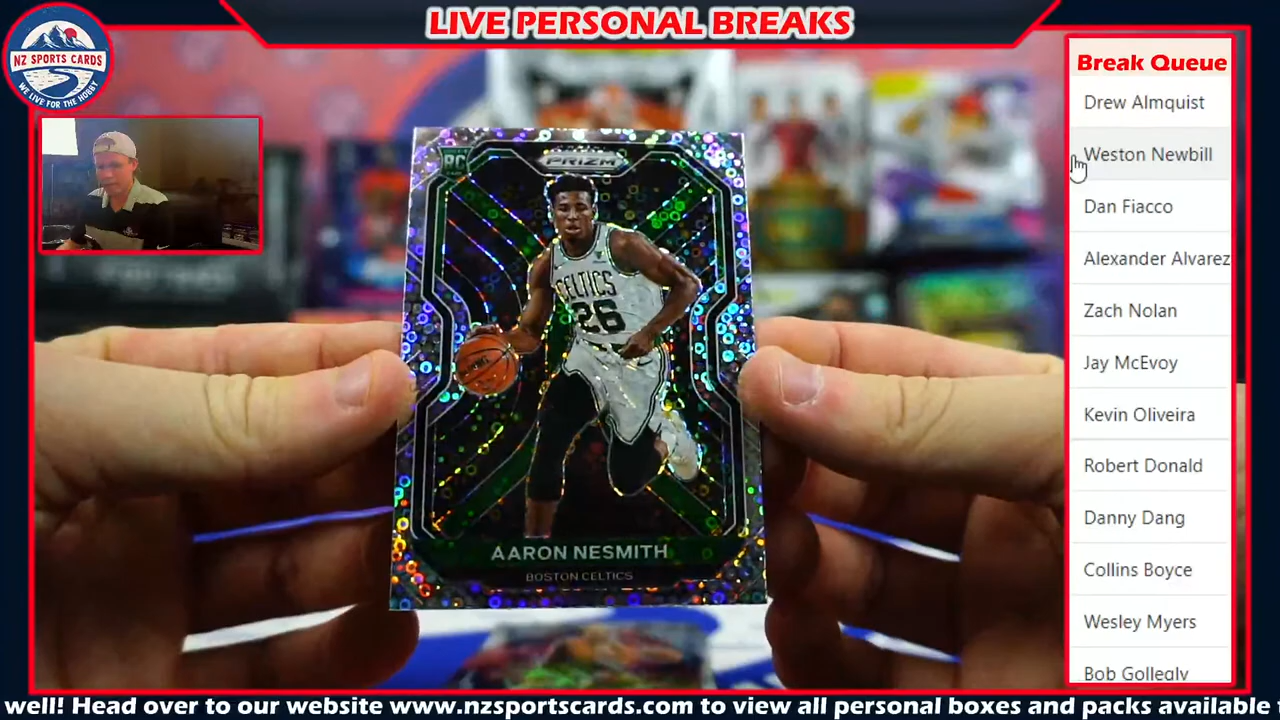 LIVE PERSONAL BREAKS
NZ SPORTS CARDS
WE LIVE FOR THE HOBBY
Break Queue
Drew Almquist
Weston Newbill
Dan Fiacco
Alexander Alvarez
Zach Nolan
Jay McEvoy
Kevin Oliveira
Robert Donald
Danny Dang
Collins Boyce
Wesley Myers
Bob Gollegly
RC
PRIZM
CELTICS
26
AARON NESMITH
BOSTON CELTICS
well! Head over to our website www.nzsportscards.com to view all personal boxes and packs available